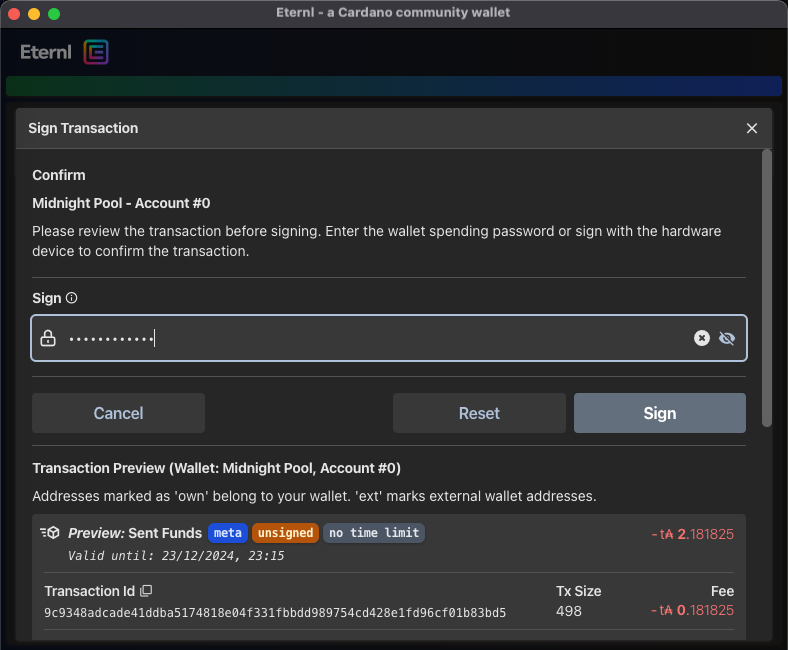 Eternl - a Cardano community wallet
Eternl
Sign Transaction
Confirm
Midnight Pool - Account #0
Please review the transaction before signing. Enter the wallet spending password or sign with the hardware
device to confirm the transaction.
Sign
••••••••••••
Cancel
Reset
Sign
Transaction Preview (Wallet: Midnight Pool, Account #0)
Addresses marked as 'own' belong to your wallet. 'ext' marks external wallet addresses.
Preview: Sent Funds meta unsigned no time limit -t₳ 2.181825
Valid until: 23/12/2024, 23:15
Transaction Id Tx Size Fee
9c9348adcade41ddba5174818e04f331fbbdd989754cd428e1fd96cf01b83bd5 498 -t₳ 0.181825